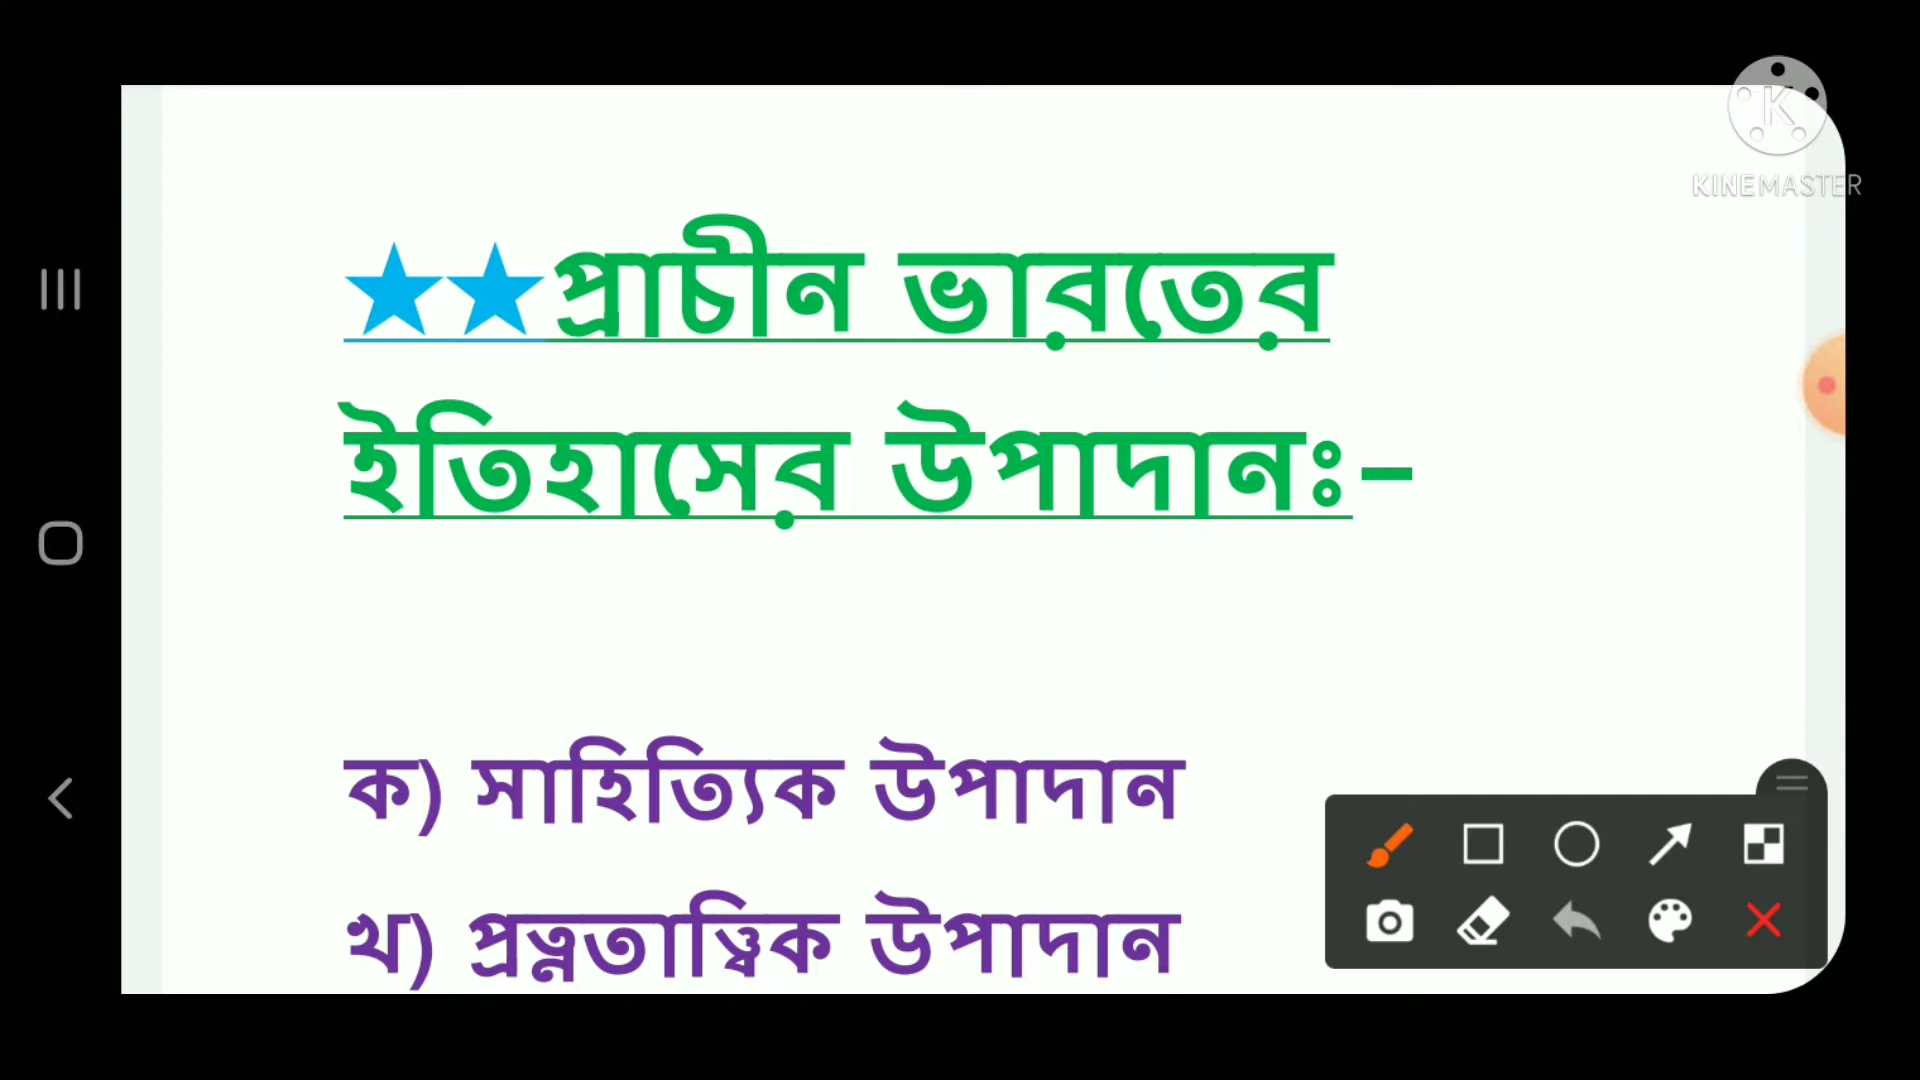 KINEMASTER
★★প্রাচীন ভারতের
ইতিহাসের উপাদানঃ-
ক) সাহিত্যিক উপাদান
খ) প্রত্নতাত্ত্বিক উপাদান